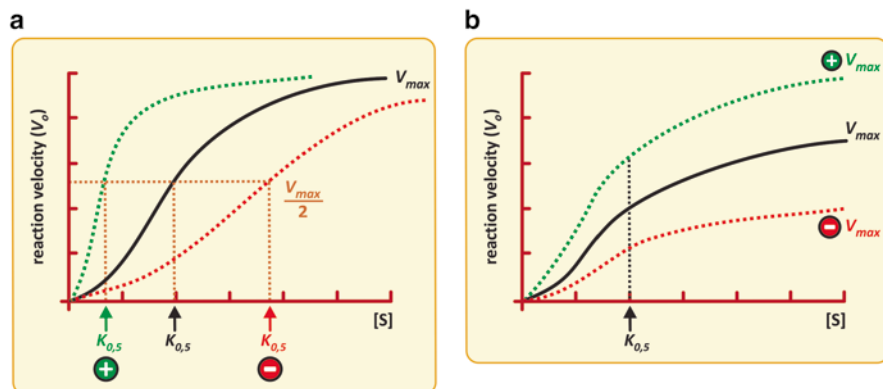 a
reaction velocity (Vo)
Vmax
Vmax
2
[S]
K0,5
K0,5
K0,5
+
−
b
reaction velocity (Vo)
+ Vmax
Vmax
− Vmax
[S]
K0,5